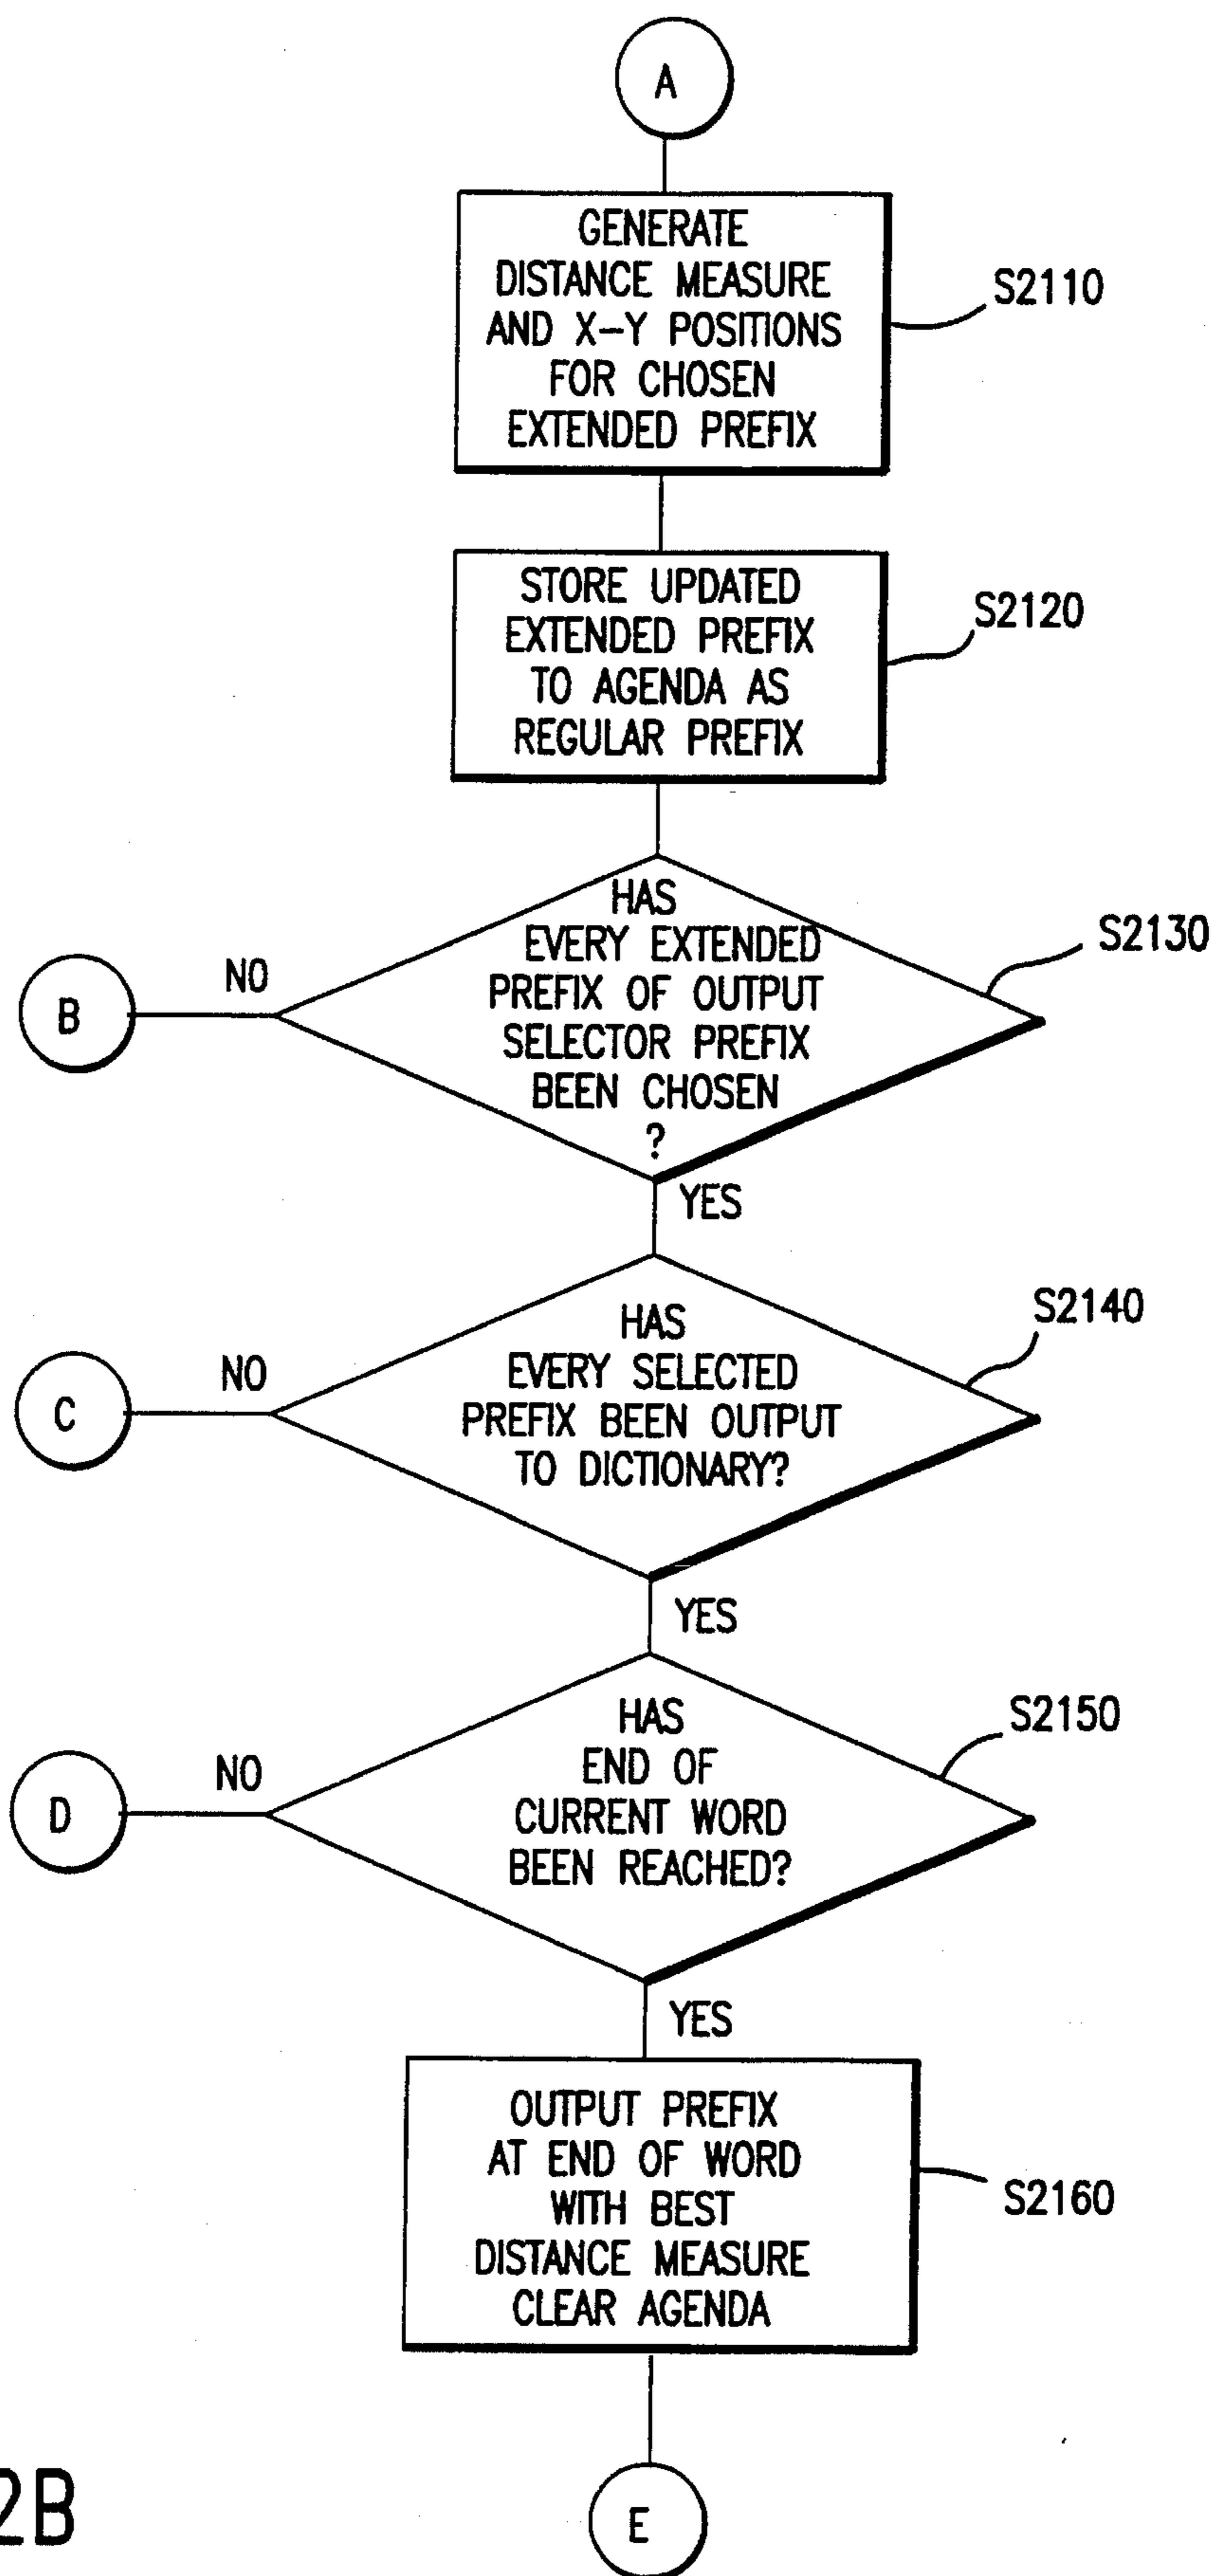 A
GENERATE
DISTANCE MEASURE
AND X-Y POSITIONS
FOR CHOSEN
EXTENDED PREFIX
S2110
STORE UPDATED
EXTENDED PREFIX
TO AGENDA AS
REGULAR PREFIX
S2120
HAS
EVERY EXTENDED
PREFIX OF OUTPUT
SELECTOR PREFIX
BEEN CHOSEN
?
S2130
NO
B
YES
HAS
EVERY SELECTED
PREFIX BEEN OUTPUT
TO DICTIONARY?
S2140
NO
C
YES
HAS
END OF
CURRENT WORD
BEEN REACHED?
S2150
NO
D
YES
OUTPUT PREFIX
AT END OF WORD
WITH BEST
DISTANCE MEASURE
CLEAR AGENDA
S2160
E
2B